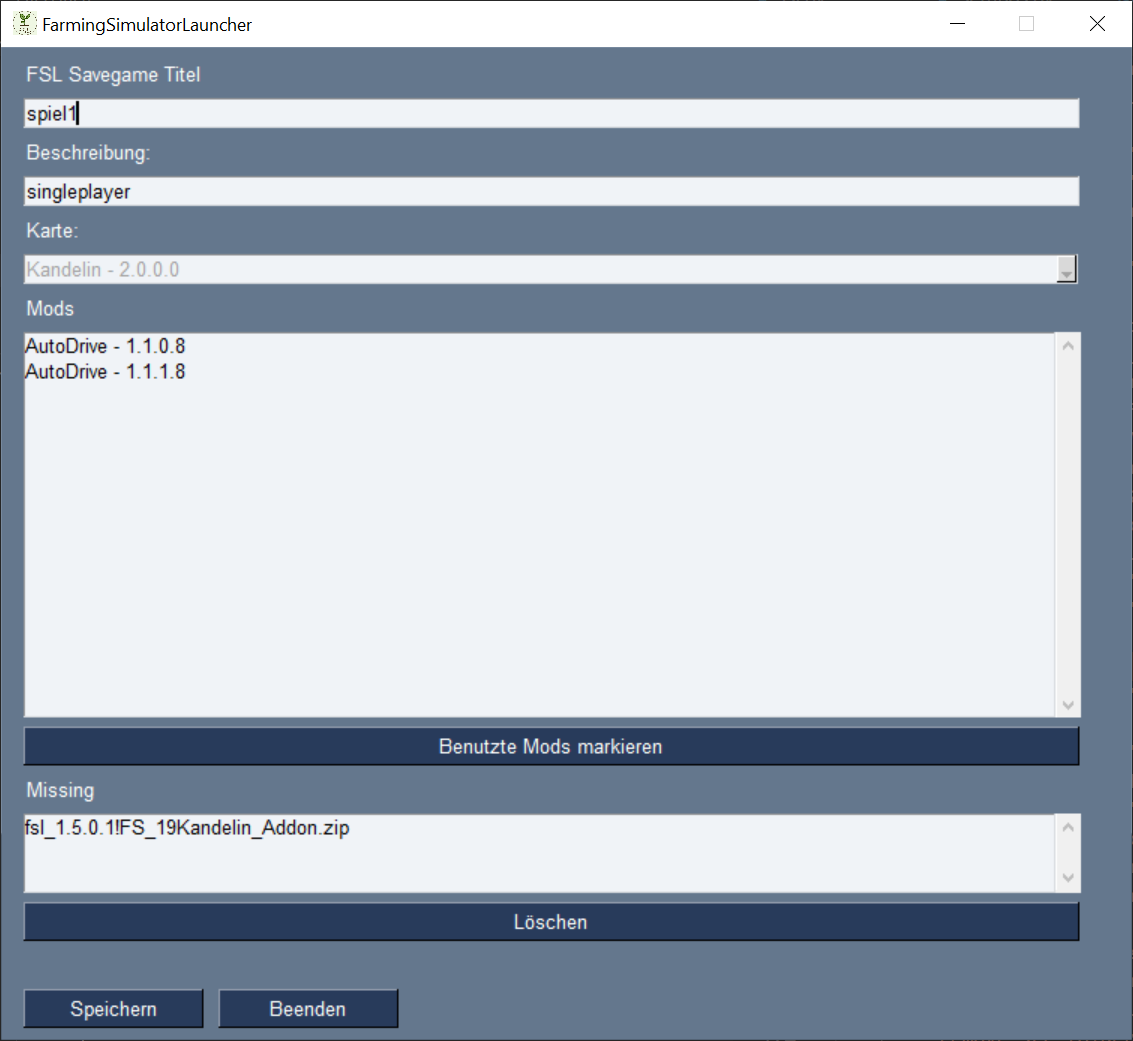 FarmingSimulatorLauncher
FSL Savegame Titel
spiel1
Beschreibung:
singleplayer
Karte:
Kandelin - 2.0.0.0
Mods
AutoDrive - 1.1.0.8
AutoDrive - 1.1.1.8
Benutzte Mods markieren
Missing
fsl_1.5.0.1!FS_19Kandelin_Addon.zip
Löschen
Speichern Beenden